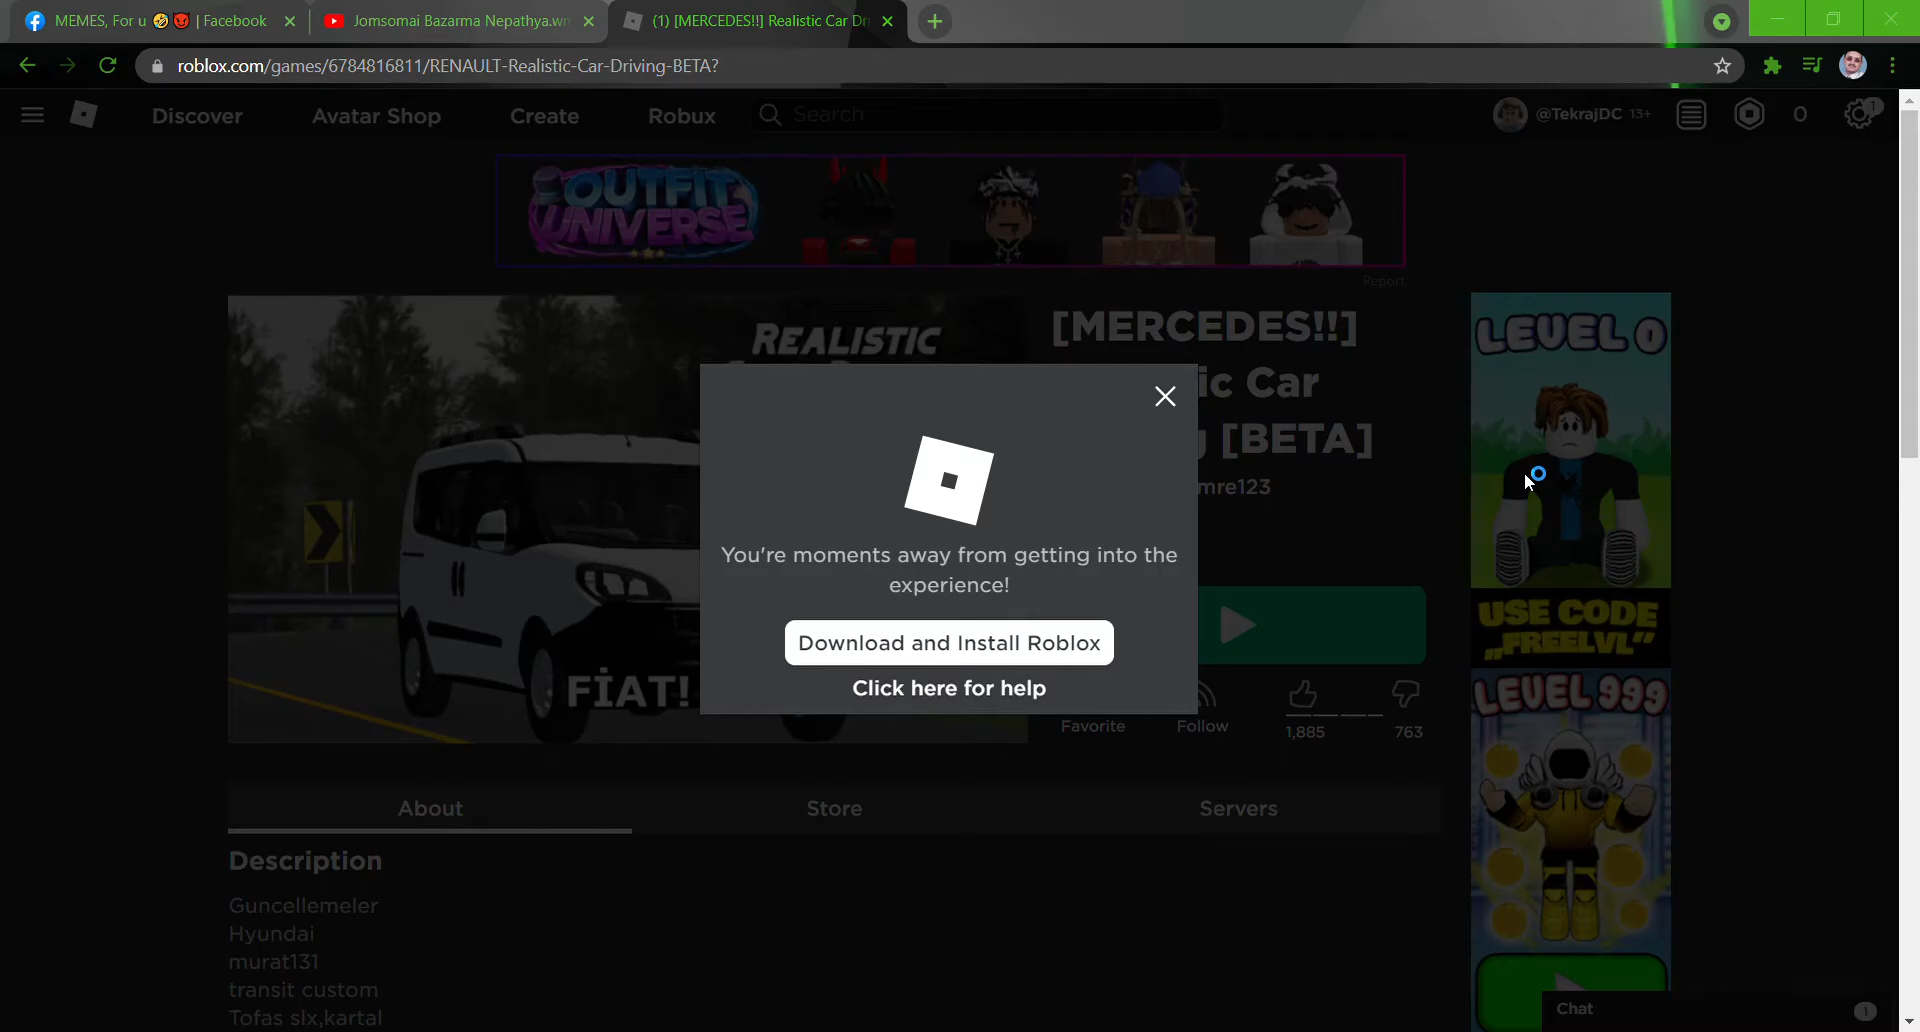 MEMES, For u 🤣😈 | Facebook
Jomsomai Bazarma Nepathya.wm
(1) [MERCEDES!!] Realistic Car Dr
roblox.com/games/6784816811/RENAULT-Realistic-Car-Driving-BETA?
Discover
Avatar Shop
Create
Robux
Search
@TekrajDC 13+
0
1
OUTFIT
UNIVERSE
Report
REALISTIC
FİAT!
[MERCEDES!!]
ic Car
[BETA]
mre123
You're moments away from getting into the
experience!
Download and Install Roblox
Click here for help
Favorite
Follow
1,885
763
LEVEL 0
USE CODE
„FREELVL”
LEVEL 999
About
Store
Servers
Description
Guncellemeler
Hyundai
murat131
transit custom
Tofas slx,kartal
Chat
1